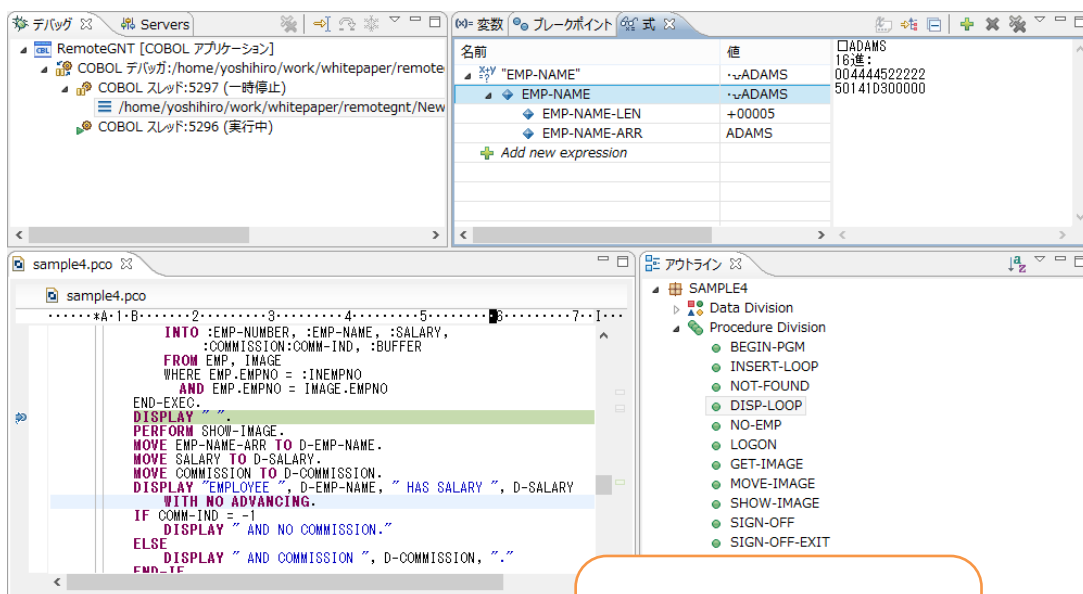 デバッグ Servers
RemoteGNT [COBOL アプリケーション]
COBOL デバッガ:/home/yoshihiro/work/whitepaper/remote
COBOL スレッド:5297 (一時停止)
/home/yoshihiro/work/whitepaper/remotegnt/New
COBOL スレッド:5296 (実行中)
(x)= 変数 ブレークポイント 式
名前 値
"EMP-NAME" ADAMS
EMP-NAME ADAMS
EMP-NAME-LEN +00005
EMP-NAME-ARR ADAMS
Add new expression
□ADAMS
16進:
004444522222
50141D300000
sample4.pco
sample4.pco
······*A·1·B·······2·········3·········4·········5········6·········7··I···
INTO :EMP-NUMBER, :EMP-NAME, :SALARY,
:COMMISSION:COMM-IND, :BUFFER
FROM EMP, IMAGE
WHERE EMP.EMPNO = :INEMPNO
AND EMP.EMPNO = IMAGE.EMPNO
END-EXEC.
DISPLAY " ".
PERFORM SHOW-IMAGE.
MOVE EMP-NAME-ARR TO D-EMP-NAME.
MOVE SALARY TO D-SALARY.
MOVE COMMISSION TO D-COMMISSION.
DISPLAY "EMPLOYEE ", D-EMP-NAME, " HAS SALARY ", D-SALARY
WITH NO ADVANCING.
IF COMM-IND = -1
DISPLAY " AND NO COMMISSION."
ELSE
DISPLAY " AND COMMISSION ", D-COMMISSION, "."
END-IF
アウトライン
SAMPLE4
Data Division
Procedure Division
BEGIN-PGM
INSERT-LOOP
NOT-FOUND
DISP-LOOP
NO-EMP
LOGON
GET-IMAGE
MOVE-IMAGE
SHOW-IMAGE
SIGN-OFF
SIGN-OFF-EXIT